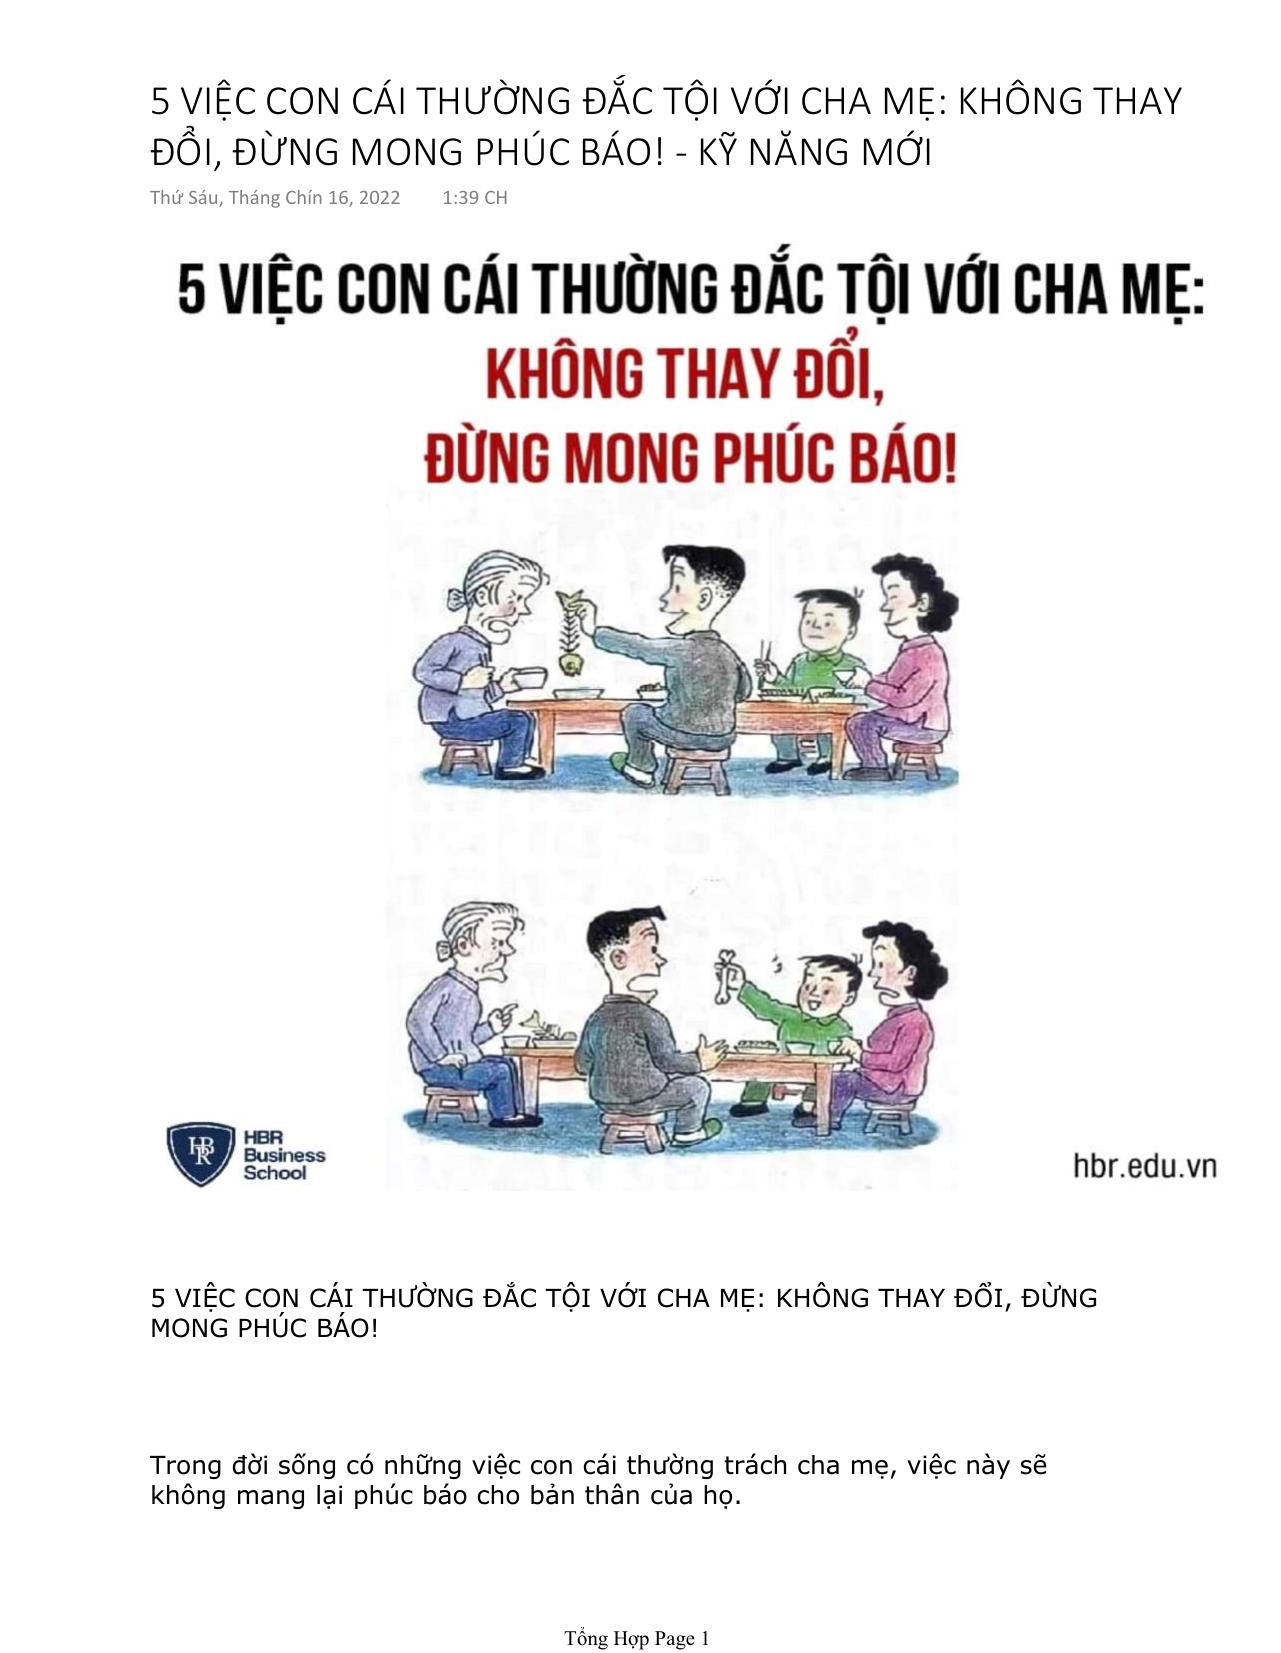 5 VIỆC CON CÁI THƯỜNG ĐẮC TỘI VỚI CHA MẸ: KHÔNG THAY
ĐỔI, ĐỪNG MONG PHÚC BÁO! - KỸ NĂNG MỚI
Thứ Sáu, Tháng Chín 16, 2022 1:39 CH
5 VIỆC CON CÁI THƯỜNG ĐẮC TỘI VỚI CHA MẸ:
KHÔNG THAY ĐỔI,
ĐỪNG MONG PHÚC BÁO!
HBR
HBR
Business
School
hbr.edu.vn
5 VIỆC CON CÁI THƯỜNG ĐẮC TỘI VỚI CHA MẸ: KHÔNG THAY ĐỔI, ĐỪNG
MONG PHÚC BÁO!
Trong đời sống có những việc con cái thường trách cha mẹ, việc này sẽ
không mang lại phúc báo cho bản thân của họ.
Tổng Hợp Page 1